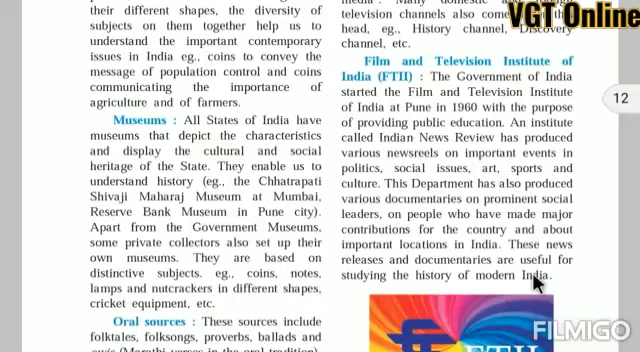 their different shapes, the diversity of
subjects on them together help us to
understand the important contemporary
issues in India eg., coins to convey the
message of population control and coins
communicating the importance of
agriculture and of farmers.
Museums : All States of India have
museums that depict the characteristics
and display the cultural and social
heritage of the State. They enable us to
understand history (eg., the Chhatrapati
Shivaji Maharaj Museum at Mumbai,
Reserve Bank Museum in Pune city).
Apart from the Government Museums,
some private collectors also set up their
own museums. They are based on
distinctive subjects. eg., coins, notes,
lamps and nutcrackers in different shapes,
cricket equipment, etc.
Oral sources : These sources include
folktales, folksongs, proverbs, ballads and
(Marathi verses in the oral tradition).
television channels also come
head, eg., History channel, Discovery
channel, etc.
Film and Television Institute of
India (FTII) : The Government of India
started the Film and Television Institute
of India at Pune in 1960 with the purpose
of providing public education. An institute
called Indian News Review has produced
various newsreels on important events in
politics, social issues, art, sports and
culture. This Department has also produced
various documentaries on prominent social
leaders, on people who have made major
contributions for the country and about
important locations in India. These news
releases and documentaries are useful for
studying the history of modern India.
VGT Online
12
FILMIGO